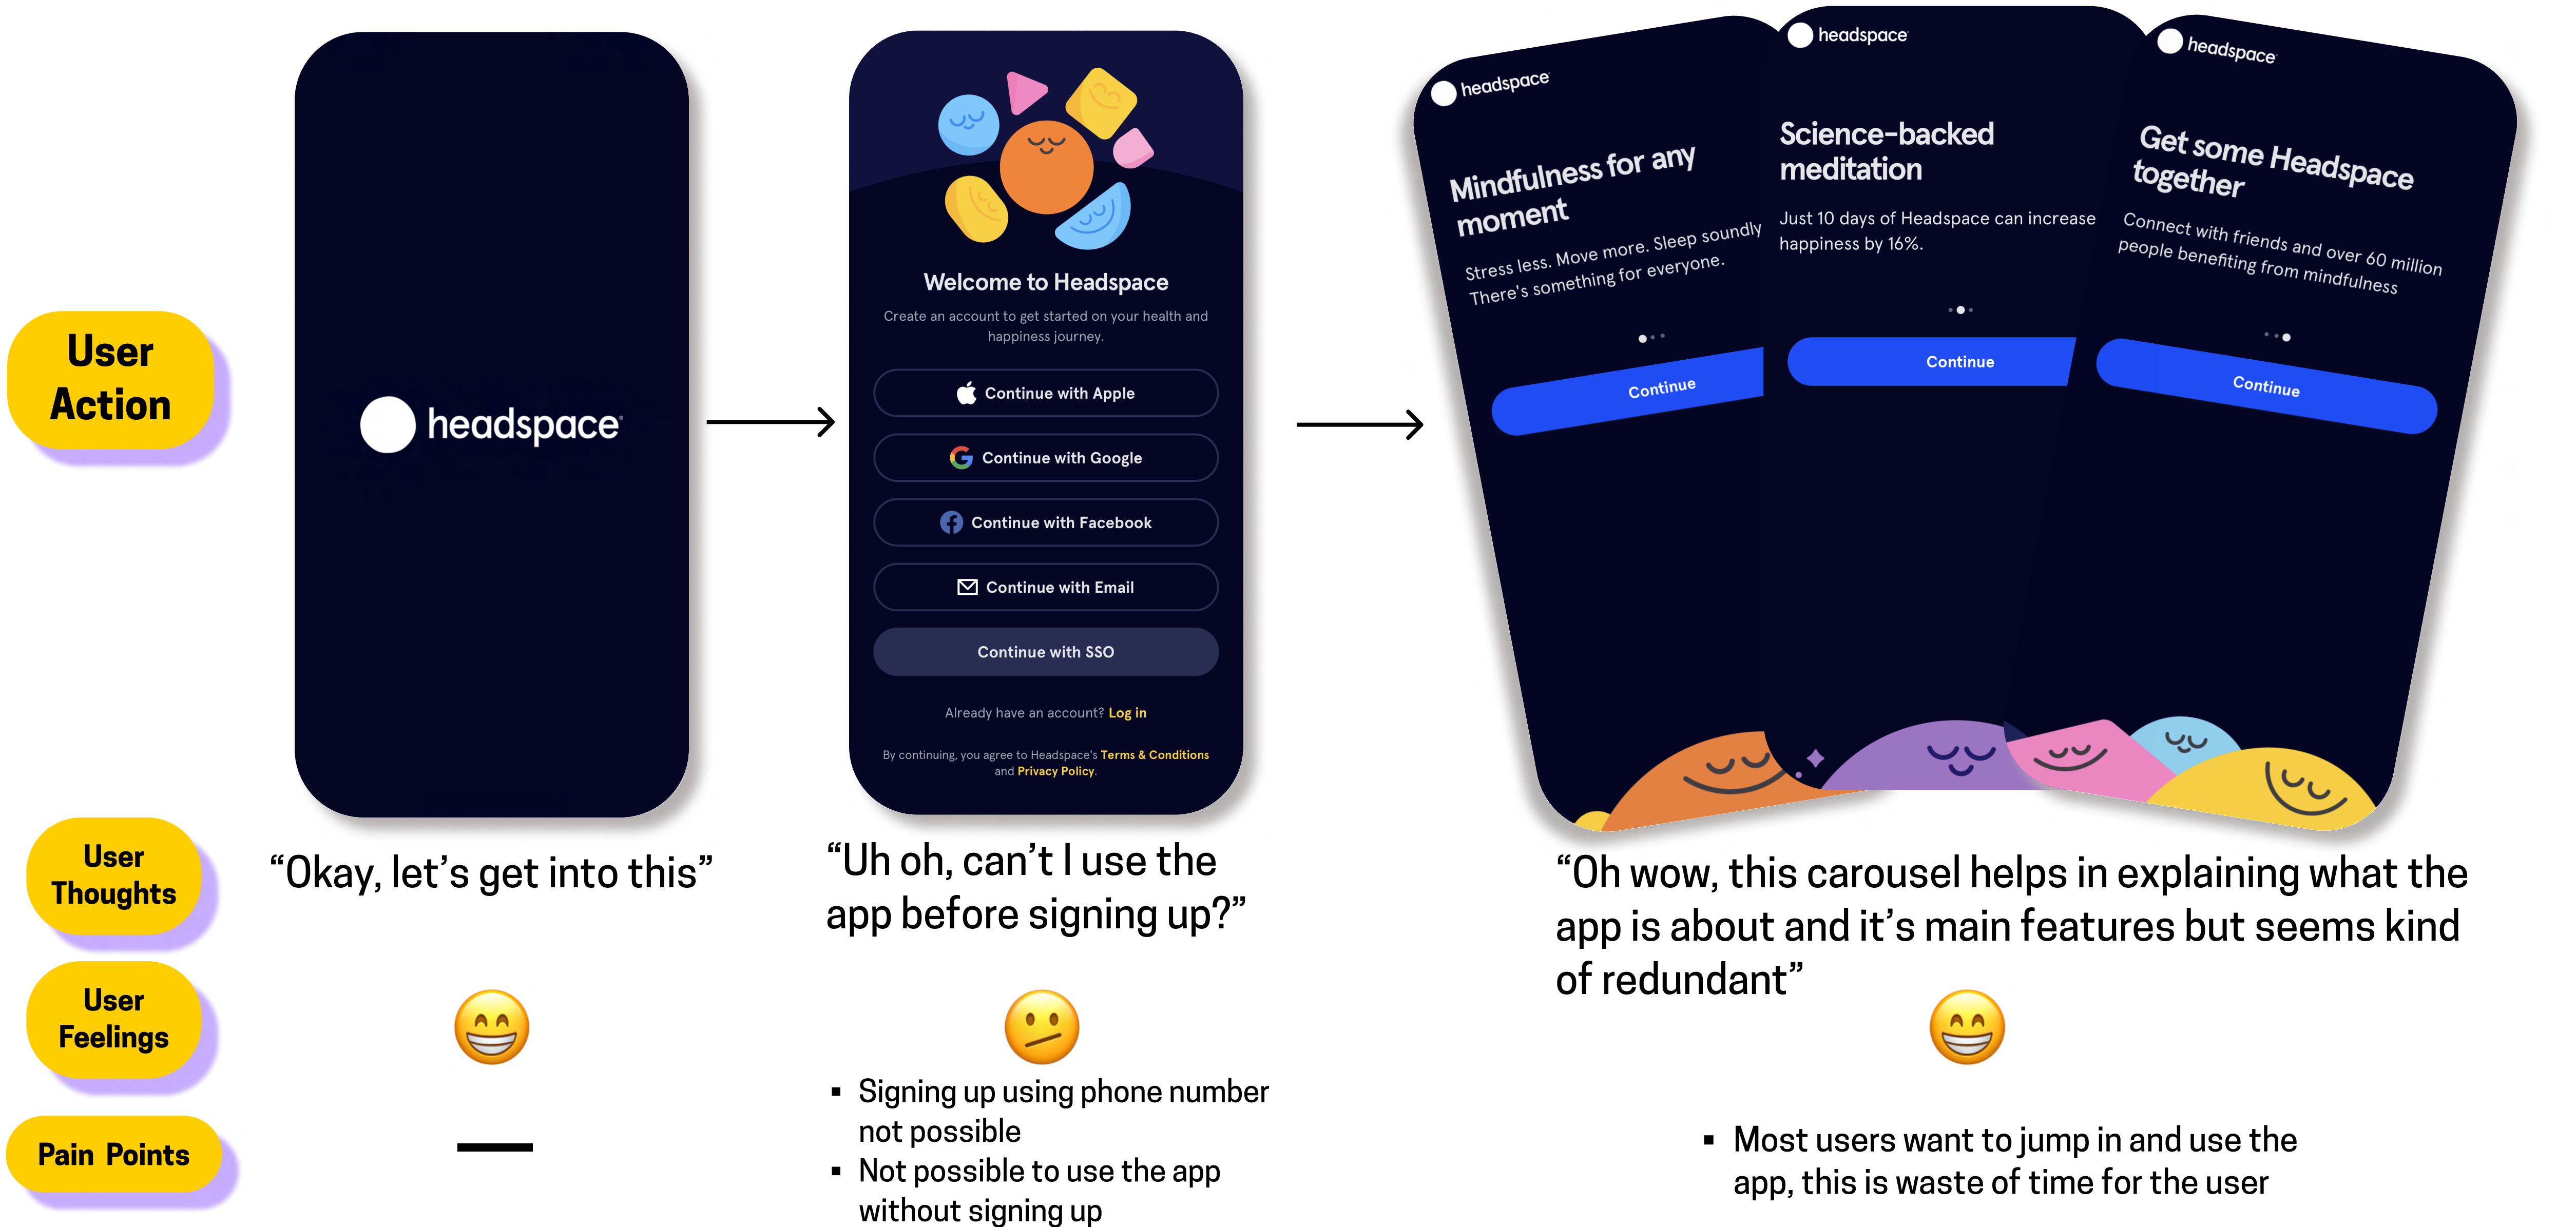 User
Action
headspace
Welcome to Headspace
Create an account to get started on your health and
happiness journey.
Continue with Apple
Continue with Google
Continue with Facebook
Continue with Email
Continue with SSO
Already have an account? Log in
By continuing, you agree to Headspace's Terms & Conditions
and Privacy Policy.
headspace
Mindfulness for any
moment
Stress less. Move more. Sleep soundly
There's something for everyone.
Continue
headspace
Science-backed
meditation
Just 10 days of Headspace can increase
happiness by 16%.
Continue
headspace
Get some Headspace
together
Connect with friends and over 60 million
people benefiting from mindfulness
Continue
User
Thoughts
“Okay, let’s get into this”
“Uh oh, can’t I use the
app before signing up?”
“Oh wow, this carousel helps in explaining what the
app is about and it’s main features but seems kind
of redundant”
User
Feelings
Pain Points
▪ Signing up using phone number
not possible
▪ Not possible to use the app
without signing up
▪ Most users want to jump in and use the
app, this is waste of time for the user